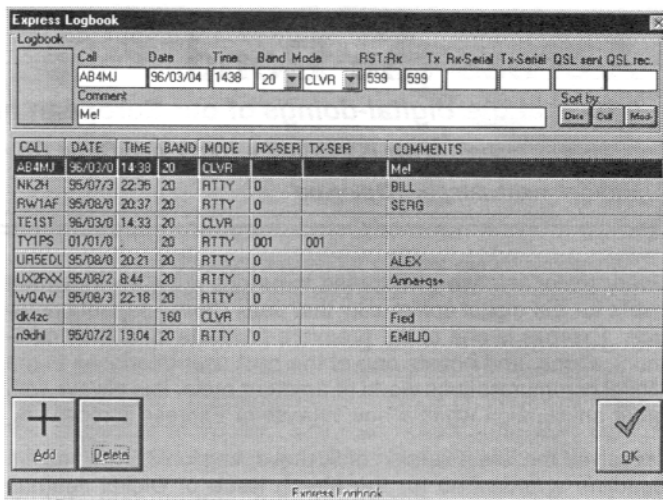 Express Logbook
Logbook
Call Date Time Band Mode RST:Rx Tx Rx-Serial Tx-Serial QSL sent QSL rec.
AB4MJ 96/03/04 1438 20 CLVR 599 599
Comment
Sort by
Me!
Date Call Mode
CALL DATE TIME BAND MODE RX-SER TX-SER COMMENTS
AB4MJ 96/03/0 14:38 20 CLVR Me!
NK2H 95/07/3 22:35 20 RTTY 0 BILL
RW1AF 95/08/0 20:37 20 RTTY 0 SERG
TE1ST 96/03/0 14:33 20 CLVR 0
TY1PS 01/01/0 . 20 RTTY 001 001
UR5EDL 95/08/0 20:21 20 RTTY 0 ALEX
UX2FXX 95/08/2 8:44 20 RTTY 0 Anna+qs+
WQ4W 95/08/3 22:18 20 RTTY 0
dk4zc 160 CLVR Fred
n9dhl 95/07/2 19:04 20 RTTY 0 EMILIO
Add Delete OK
Express Logbook